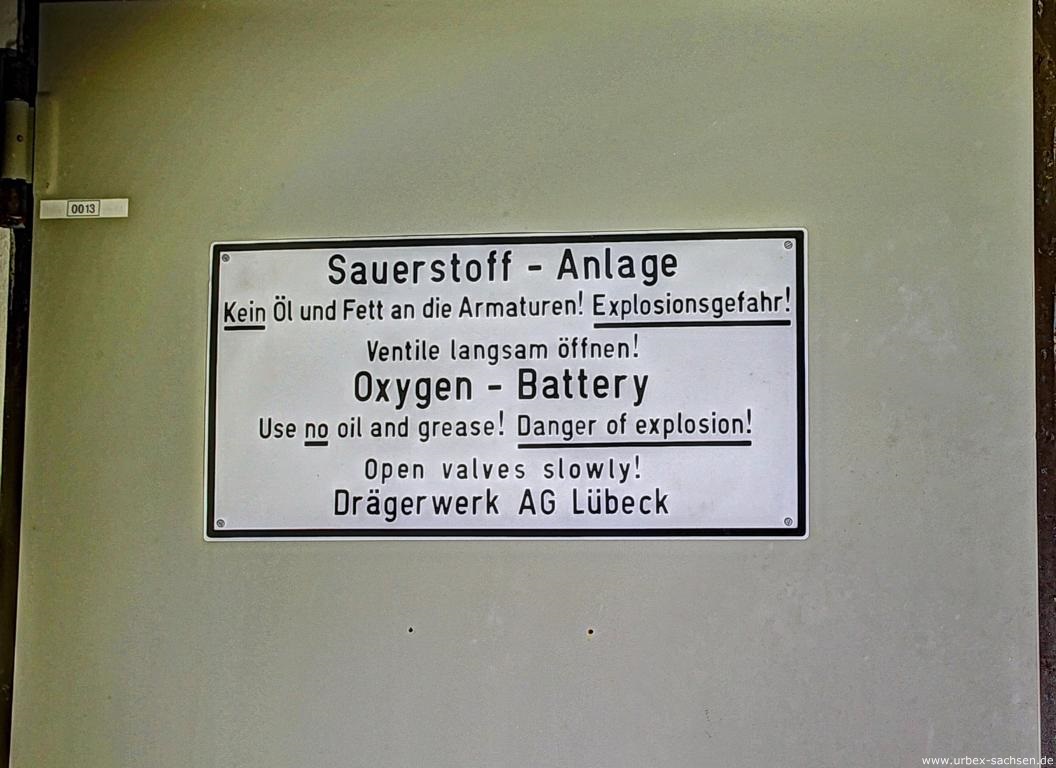 0013
Sauerstoff - Anlage
Kein Öl und Fett an die Armaturen! Explosionsgefahr!
Ventile langsam öffnen!
Oxygen - Battery
Use no oil and grease! Danger of explosion!
Open valves slowly!
Drägerwerk AG Lübeck
www.urbex-sachsen.de